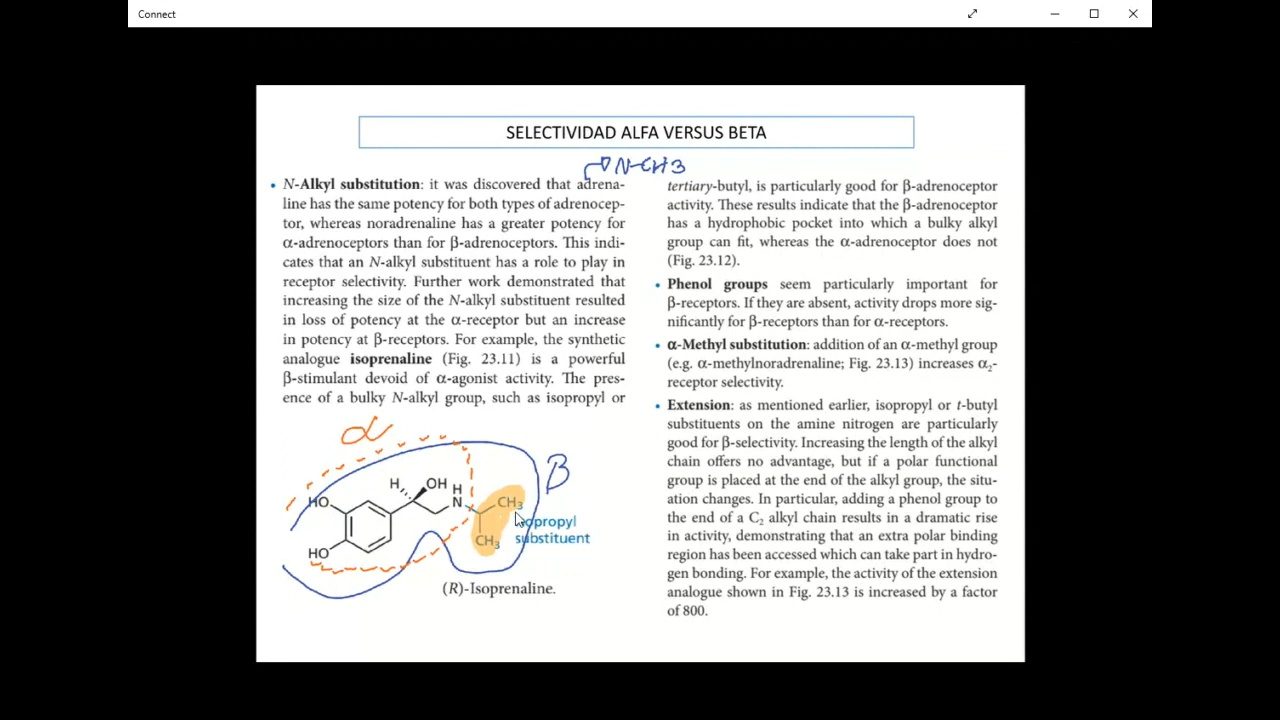 Connect
SELECTIVIDAD ALFA VERSUS BETA
N-CH3
• N-Alkyl substitution: it was discovered that adrena-
line has the same potency for both types of adrenocep-
tor, whereas noradrenaline has a greater potency for
α-adrenoceptors than for β-adrenoceptors. This indi-
cates that an N-alkyl substituent has a role to play in
receptor selectivity. Further work demonstrated that
increasing the size of the N-alkyl substituent resulted
in loss of potency at the α-receptor but an increase
in potency at β-receptors. For example, the synthetic
analogue isoprenaline (Fig. 23.11) is a powerful
β-stimulant devoid of α-agonist activity. The pres-
ence of a bulky N-alkyl group, such as isopropyl or
α
β
H
OH
H
N
HO
HO
CH3
CH3
isopropyl
substituent
(R)-Isoprenaline.
tertiary-butyl, is particularly good for β-adrenoceptor
activity. These results indicate that the β-adrenoceptor
has a hydrophobic pocket into which a bulky alkyl
group can fit, whereas the α-adrenoceptor does not
(Fig. 23.12).
• Phenol groups seem particularly important for
β-receptors. If they are absent, activity drops more sig-
nificantly for β-receptors than for α-receptors.
• α-Methyl substitution: addition of an α-methyl group
(e.g. α-methylnoradrenaline; Fig. 23.13) increases α₂-
receptor selectivity.
• Extension: as mentioned earlier, isopropyl or t-butyl
substituents on the amine nitrogen are particularly
good for β-selectivity. Increasing the length of the alkyl
chain offers no advantage, but if a polar functional
group is placed at the end of the alkyl group, the situ-
ation changes. In particular, adding a phenol group to
the end of a C₂ alkyl chain results in a dramatic rise
in activity, demonstrating that an extra polar binding
region has been accessed which can take part in hydro-
gen bonding. For example, the activity of the extension
analogue shown in Fig. 23.13 is increased by a factor
of 800.